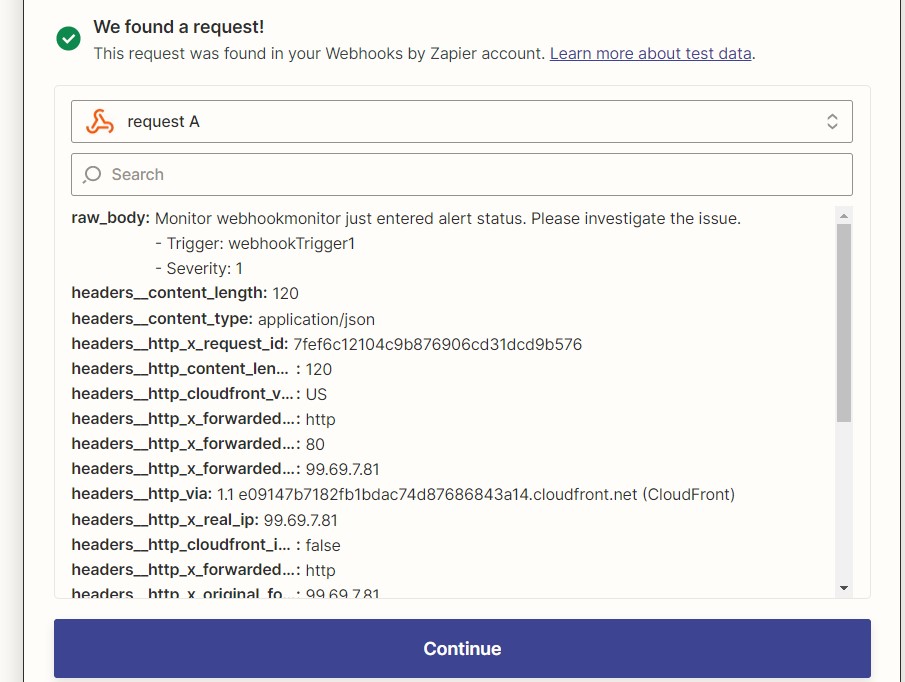 We found a request!
This request was found in your Webhooks by Zapier account. Learn more about test data.
request A
Search
raw_body: Monitor webhookmonitor just entered alert status. Please investigate the issue.
- Trigger: webhookTrigger1
- Severity: 1
headers__content_length: 120
headers__content_type: application/json
headers__http_x_request_id: 7fef6c12104c9b876906cd31dcd9b576
headers__http_content_len... : 120
headers__http_cloudfront_v... : US
headers__http_x_forwarded... : http
headers__http_x_forwarded... : 80
headers__http_x_forwarded... : 99.69.7.81
headers__http_via: 1.1 e09147b7182fb1bdac74d87686843a14.cloudfront.net (CloudFront)
headers__http_x_real_ip: 99.69.7.81
headers__http_cloudfront_i... : false
headers__http_x_forwarded... : http
headers__http_x_original_fo... : 99.69.7.81
Continue